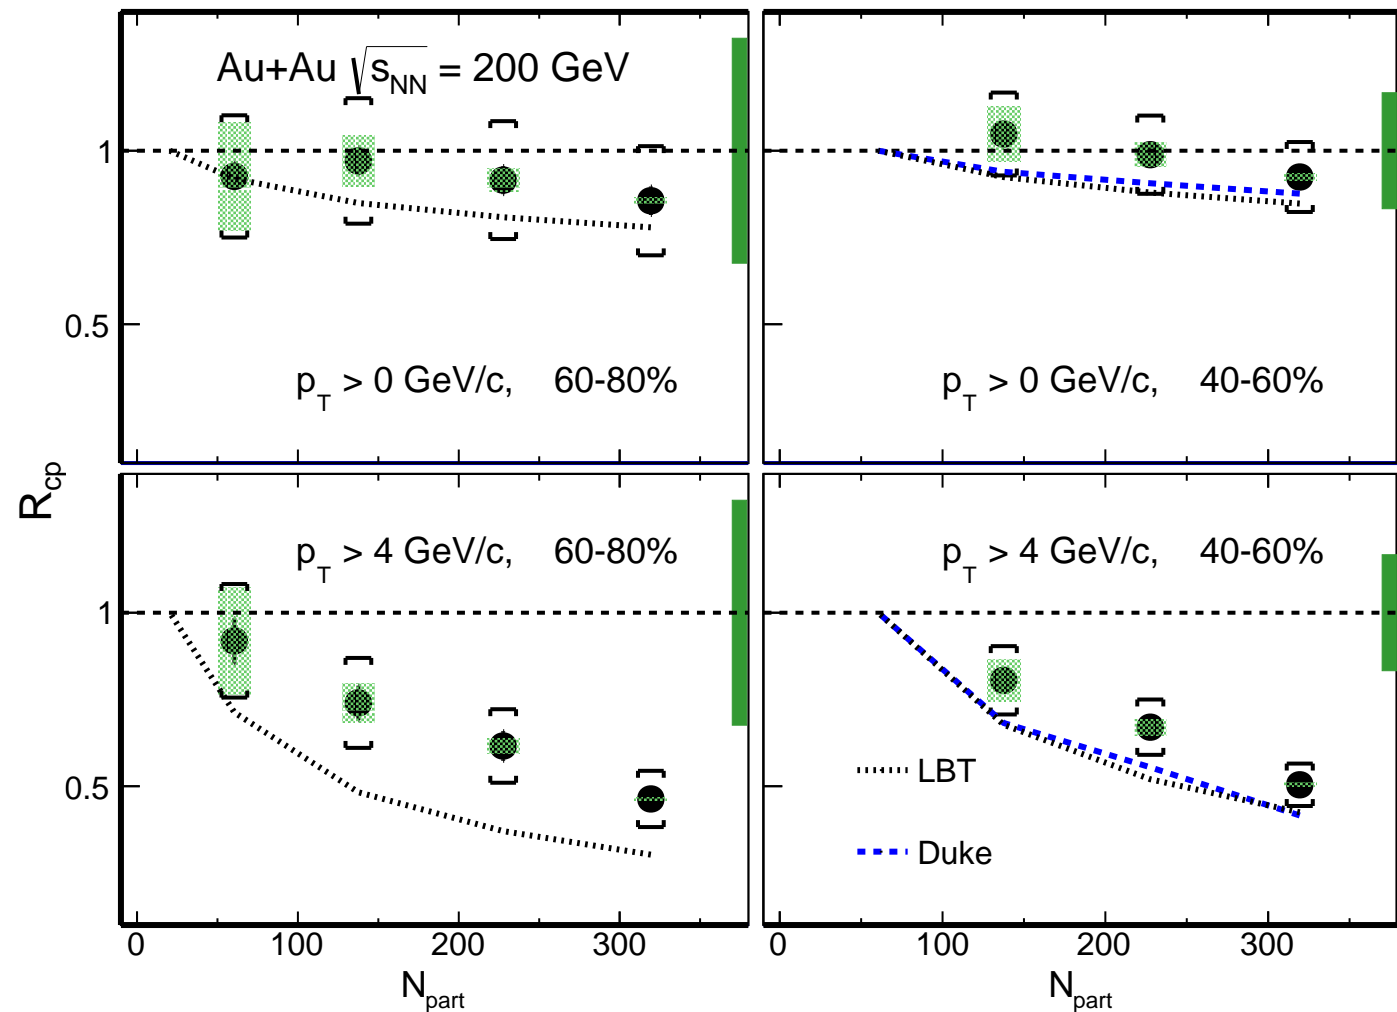 Au+Au √sNN = 200 GeV
1
0.5
pT > 0 GeV/c, 60-80%
pT > 0 GeV/c, 40-60%
Rcp
pT > 4 GeV/c, 60-80%
pT > 4 GeV/c, 40-60%
1
0.5
LBT
Duke
0 100 200 300
0 100 200 300
Npart
Npart